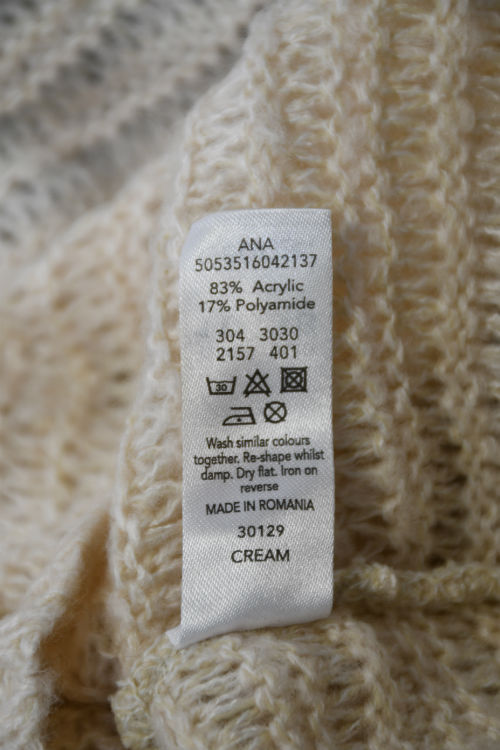 ANA
5053516042137
83% Acrylic
17% Polyamide
304 3030
2157 401
30
Wash similar colours
together. Re-shape whilst
damp. Dry flat. Iron on
reverse
MADE IN ROMANIA
30129
CREAM